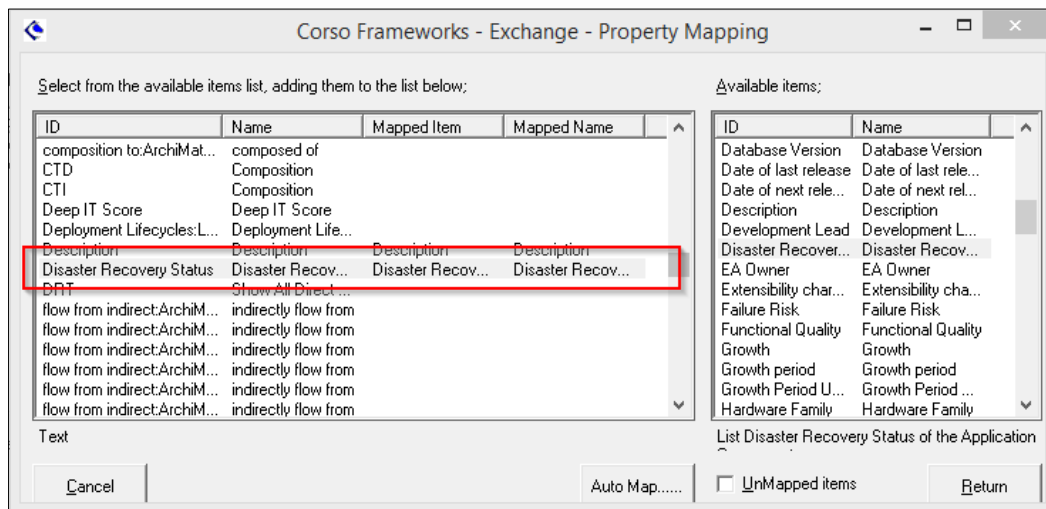 Corso Frameworks - Exchange - Property Mapping
Select from the available items list, adding them to the list below;
ID Name Mapped Item Mapped Name
composition to:ArchiMat... composed of
CTD Composition
CTI Composition
Deep IT Score Deep IT Score
Deployment Lifecycles:L... Deployment Life...
Description Description Description Description
Disaster Recovery Status Disaster Recov... Disaster Recov... Disaster Recov...
DRT Show All Direct ...
flow from indirect:ArchiM... indirectly flow from
flow from indirect:ArchiM... indirectly flow from
flow from indirect:ArchiM... indirectly flow from
flow from indirect:ArchiM... indirectly flow from
flow from indirect:ArchiM... indirectly flow from
flow from indirect:ArchiM... indirectly flow from
Text
Cancel
Auto Map......
Available items;
ID Name
Database Version Database Version
Date of last release Date of last rele...
Date of next rele... Date of next rel...
Description Description
Development Lead Development L...
Disaster Recover... Disaster Recov...
EA Owner EA Owner
Extensibility char... Extensibility cha...
Failure Risk Failure Risk
Functional Quality Functional Quality
Growth Growth
Growth period Growth period
Growth Period U... Growth Period ...
Hardware Family Hardware Family
List Disaster Recovery Status of the Application
UnMapped items
Return